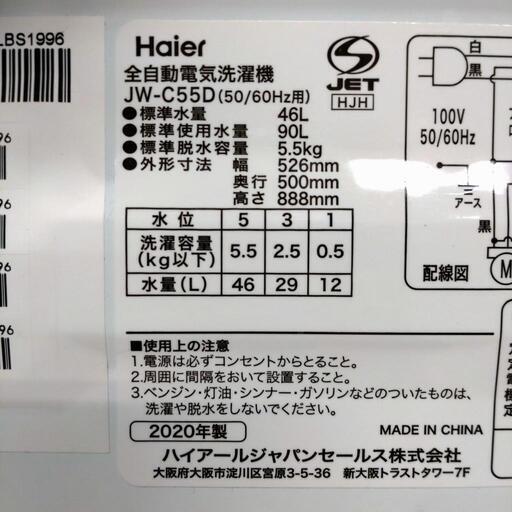 LBS1996
96
96
96
96
Haier
全自動電気洗濯機
JW-C55D(50/60Hz用)
●標準水量 46L
●標準使用水量 90L
●標準脱水容量 5.5kg
●外形寸法 幅 526mm
奥行 500mm
高さ 888mm
S
JET
HJH
水位 5 3 1
洗濯容量(kg以下) 5.5 2.5 0.5
水量(L) 46 29 12
白
黒
100V
50/60Hz
アース
黒
配線図
M
■使用上の注意
1.電源は必ずコンセントからとること。
2.周囲に間隔をおいて設置すること。
3.ベンジン・灯油・シンナー・ガソリンなどのついたものは、
洗濯や脱水をしないでください。
2020年製
MADE IN CHINA
ハイアールジャパンセールス株式会社
大阪府大阪市淀川区宮原3-5-36 新大阪トラストタワー7F